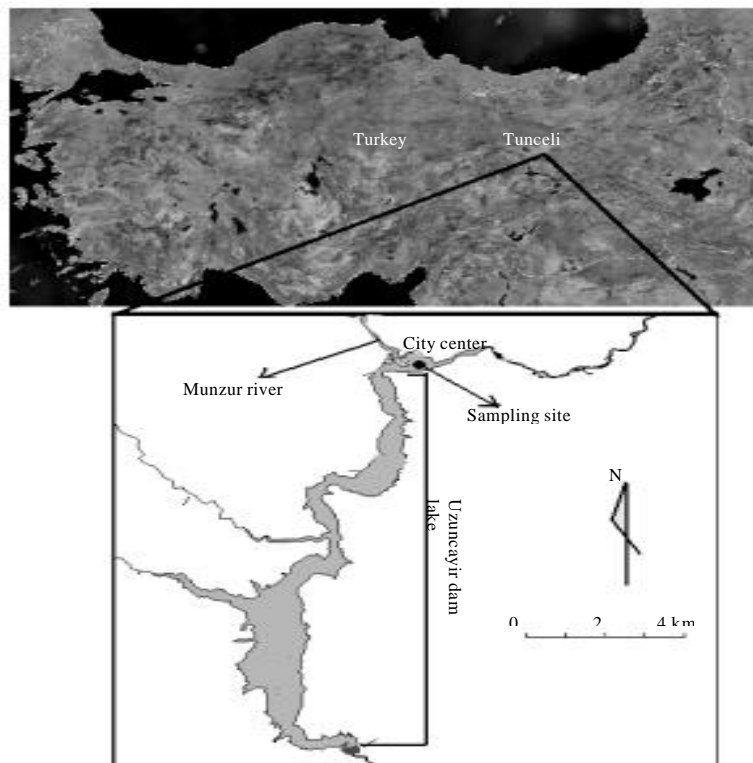 Turkey
Tunceli
City center
Munzur river
Sampling site
N
Uzuncayir dam
lake
0 2 4 km